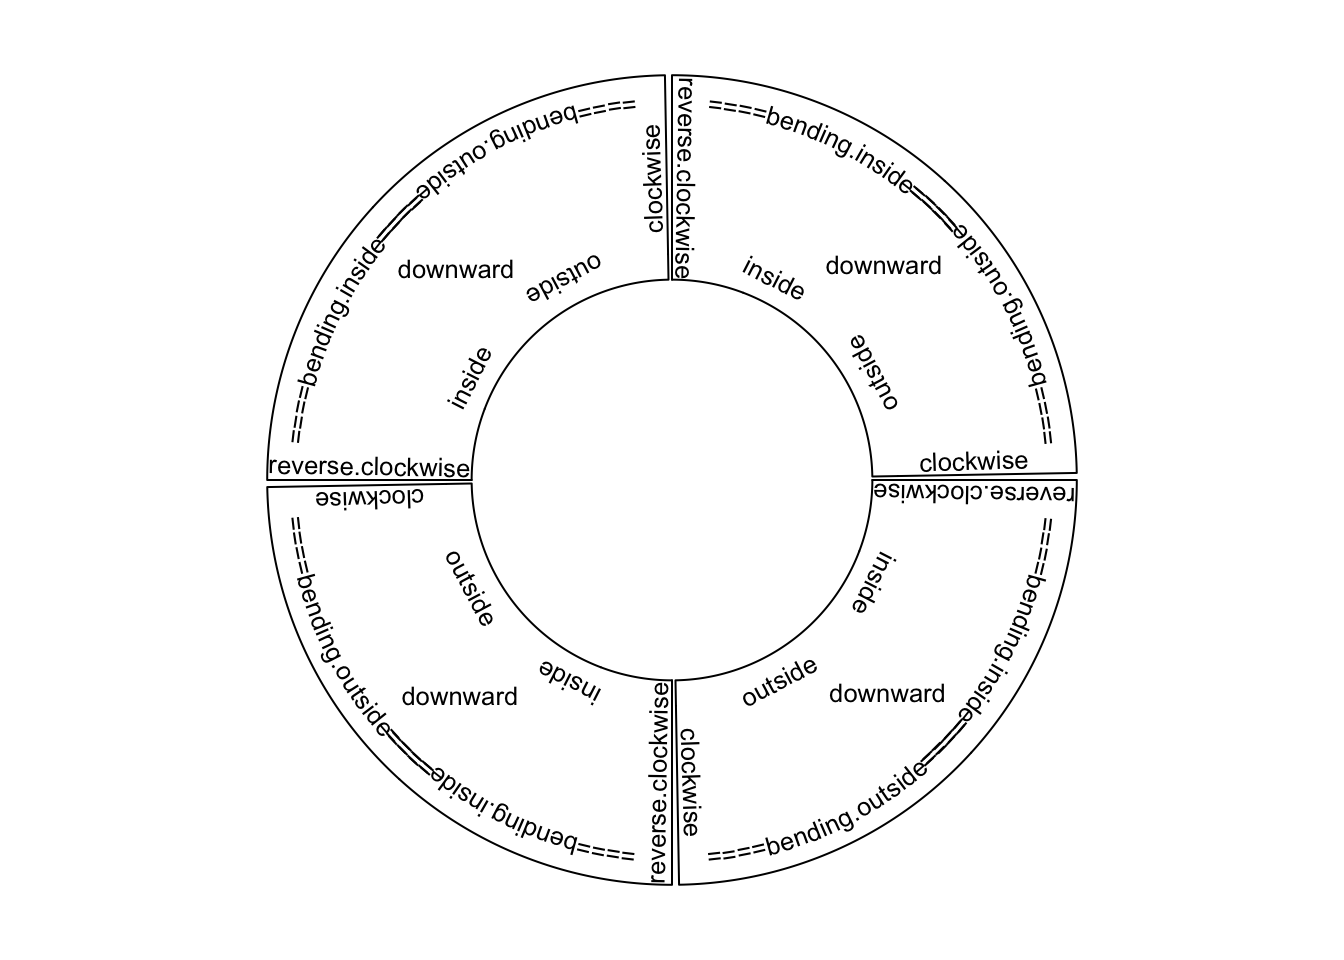 ====bending.outside====
====bending.inside====
clockwise
downward
outside
inside
reverse.clockwise
reverse.clockwise
====bending.inside====
====bending.outside====
inside
downward
outside
clockwise
clockwise
outside
====bending.outside====
downward
inside
====bending.inside====
reverse.clockwise
reverse.clockwise
inside
====bending.inside====
outside
downward
====bending.outside====
clockwise